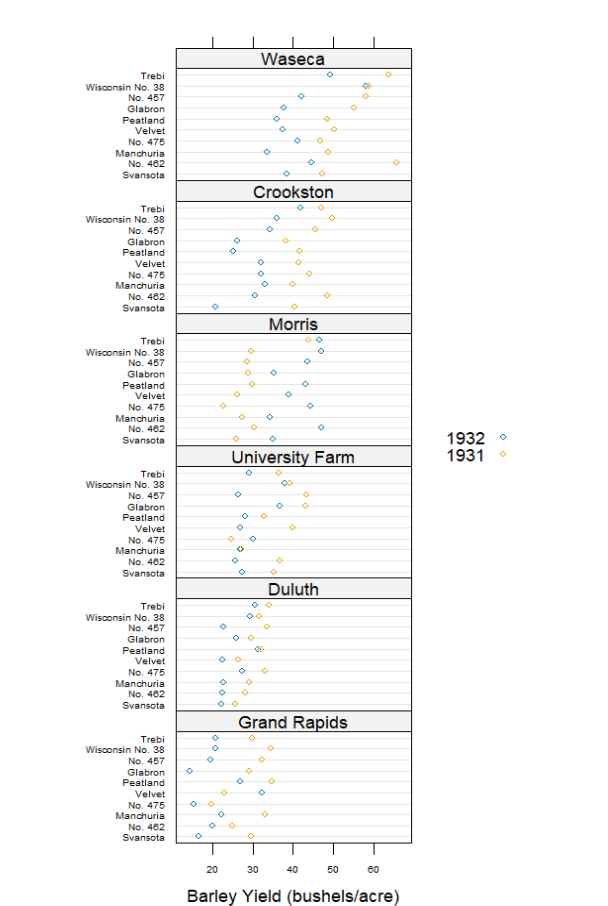 Waseca
Trebi
Wisconsin No. 38
No. 457
Glabron
Peatland
Velvet
No. 475
Manchuria
No. 462
Svansota
Crookston
Trebi
Wisconsin No. 38
No. 457
Glabron
Peatland
Velvet
No. 475
Manchuria
No. 462
Svansota
Morris
Trebi
Wisconsin No. 38
No. 457
Glabron
Peatland
Velvet
No. 475
Manchuria
No. 462
Svansota
University Farm
Trebi
Wisconsin No. 38
No. 457
Glabron
Peatland
Velvet
No. 475
Manchuria
No. 462
Svansota
Duluth
Trebi
Wisconsin No. 38
No. 457
Glabron
Peatland
Velvet
No. 475
Manchuria
No. 462
Svansota
Grand Rapids
Trebi
Wisconsin No. 38
No. 457
Glabron
Peatland
Velvet
No. 475
Manchuria
No. 462
Svansota
20 30 40 50 60
Barley Yield (bushels/acre)
1932
1931